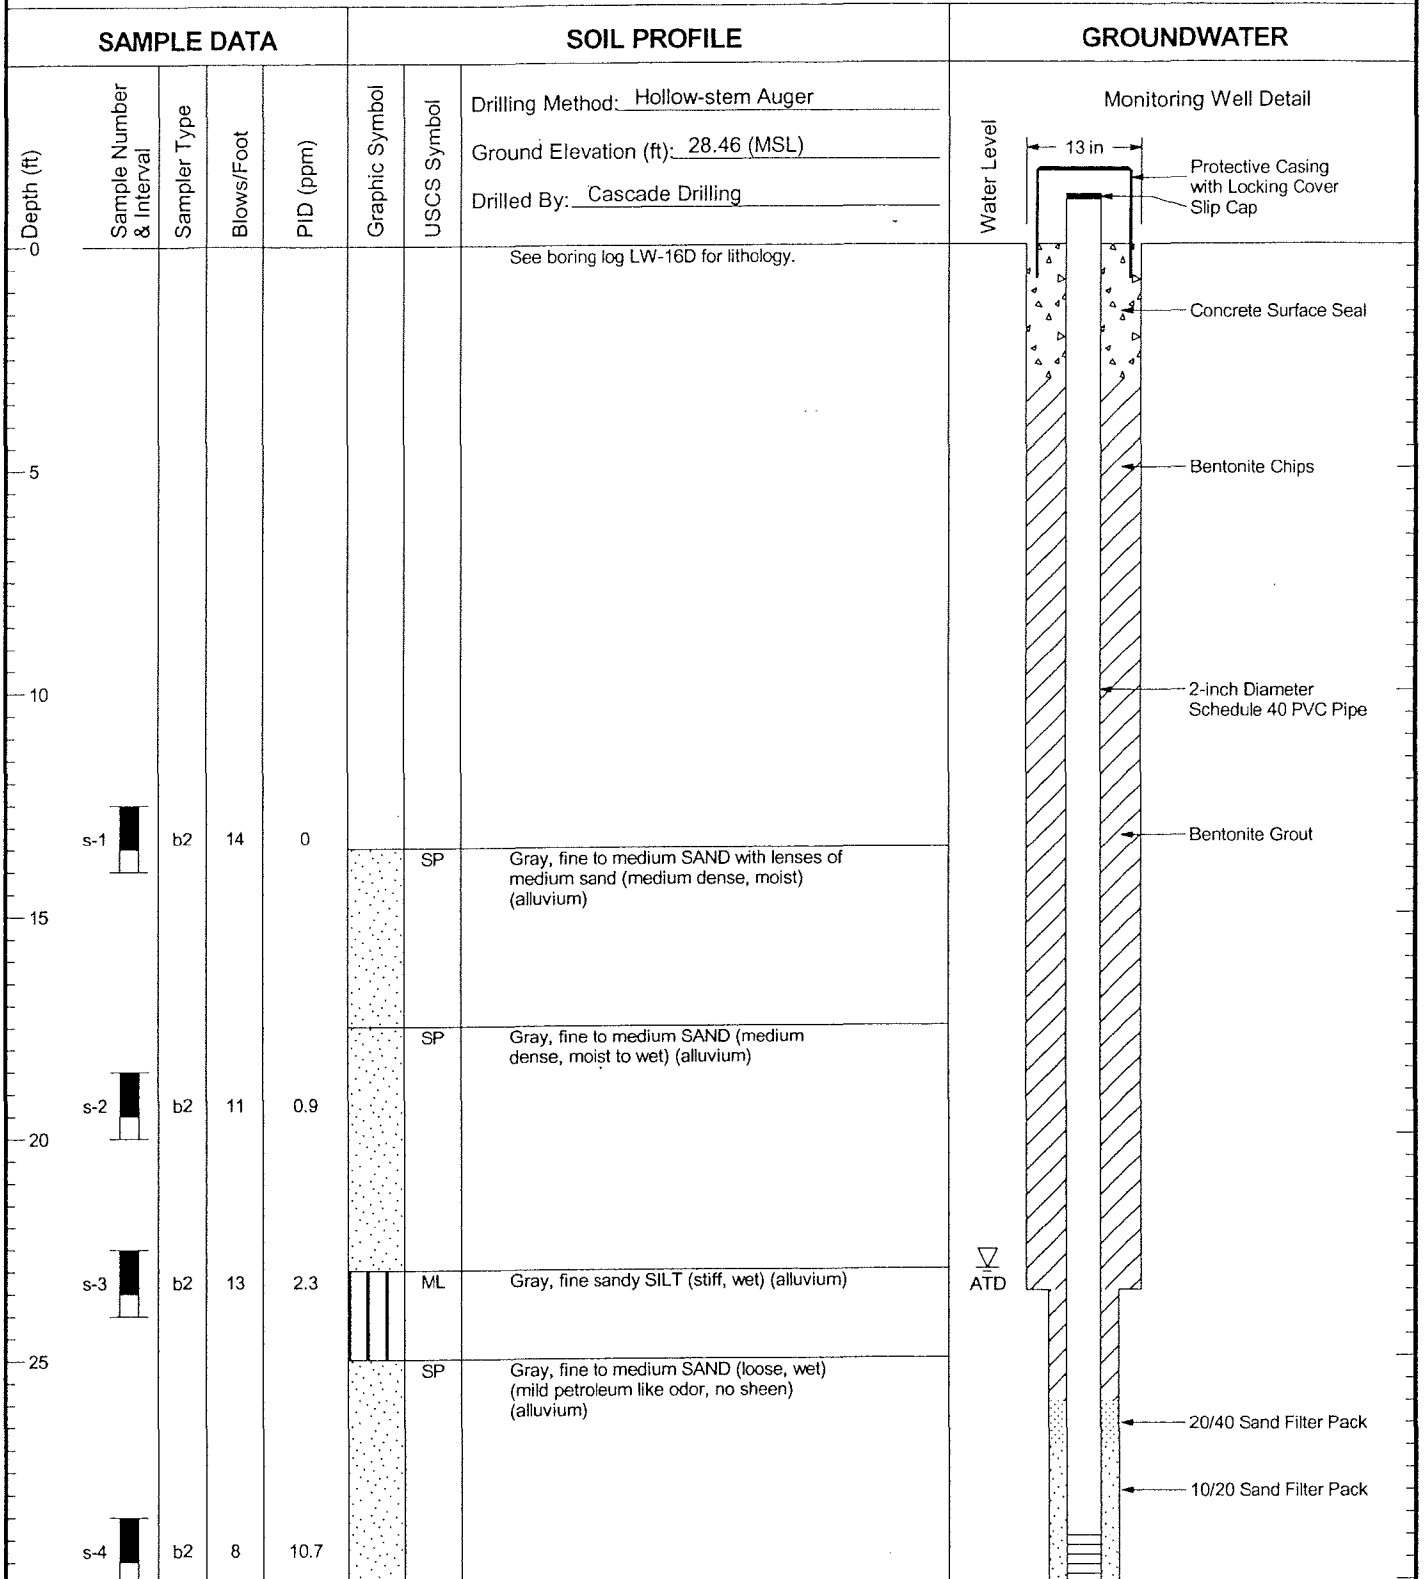 SAMPLE DATA
SOIL PROFILE
GROUNDWATER
Depth (ft)
Sample Number
& Interval
Sampler Type
Blows/Foot
PID (ppm)
Graphic Symbol
USCS Symbol
Drilling Method: Hollow-stem Auger
Ground Elevation (ft): 28.46 (MSL)
Drilled By: Cascade Drilling
Water Level
Monitoring Well Detail
13 in
Protective Casing
with Locking Cover
Slip Cap
0
See boring log LW-16D for lithology.
Concrete Surface Seal
5
Bentonite Chips
10
2-inch Diameter
Schedule 40 PVC Pipe
s-1 b2 14 0
Bentonite Grout
SP Gray, fine to medium SAND with lenses of
medium sand (medium dense, moist)
(alluvium)
15
SP Gray, fine to medium SAND (medium
dense, moist to wet) (alluvium)
s-2 b2 11 0.9
20
s-3 b2 13 2.3
ML Gray, fine sandy SILT (stiff, wet) (alluvium)
ATD
25
SP Gray, fine to medium SAND (loose, wet)
(mild petroleum like odor, no sheen)
(alluvium)
20/40 Sand Filter Pack
10/20 Sand Filter Pack
s-4 b2 8 10.7